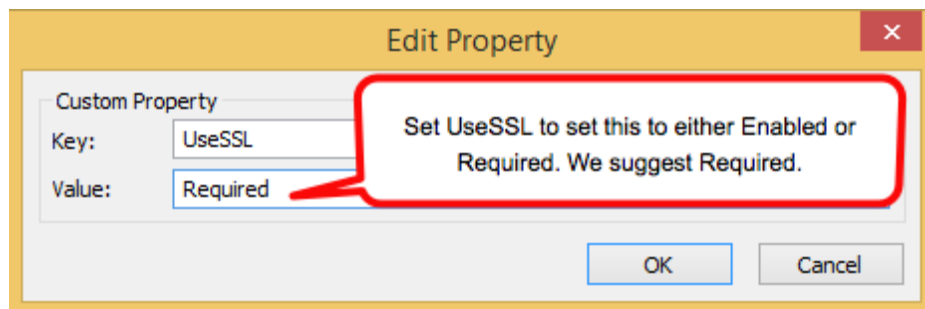 Edit Property
Custom Property
Key: UseSSL
Set UseSSL to set this to either Enabled or
Required. We suggest Required.
Value: Required
OK Cancel